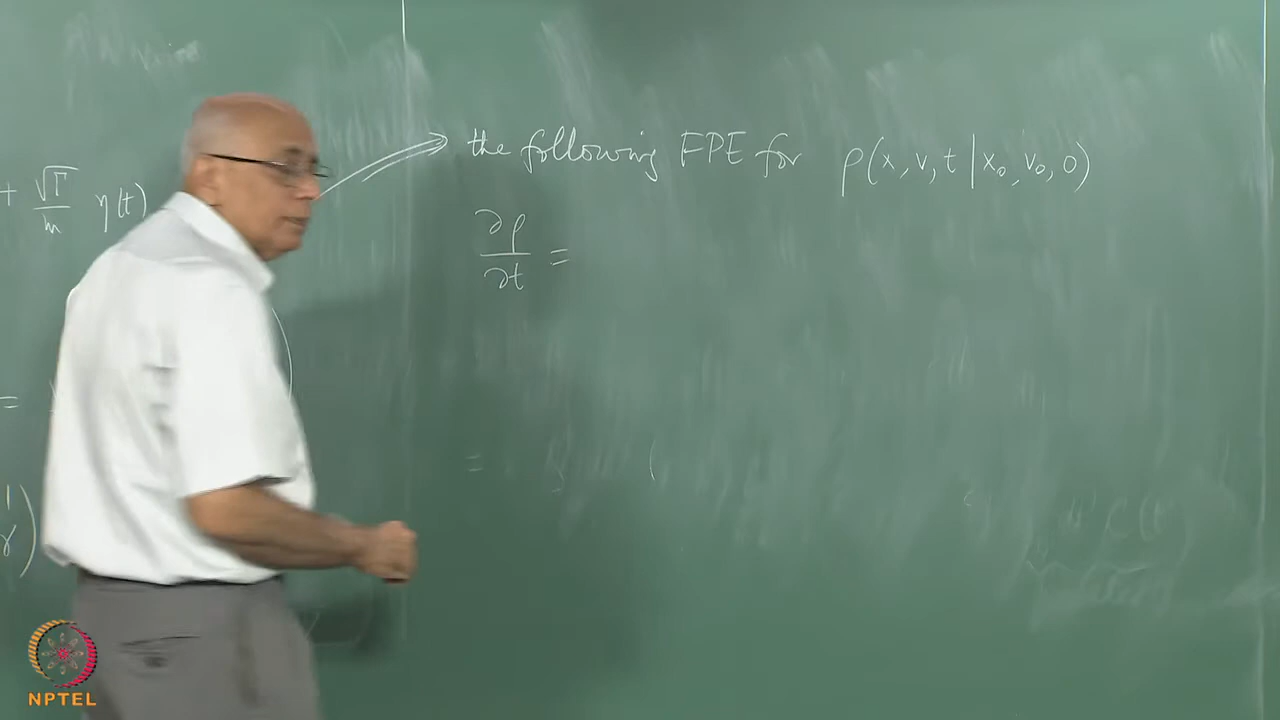 + √Γ/m η(t)
the following FPE for ρ(x, v, t | x₀, v₀, 0)
∂ρ/∂t =
=
NPTEL